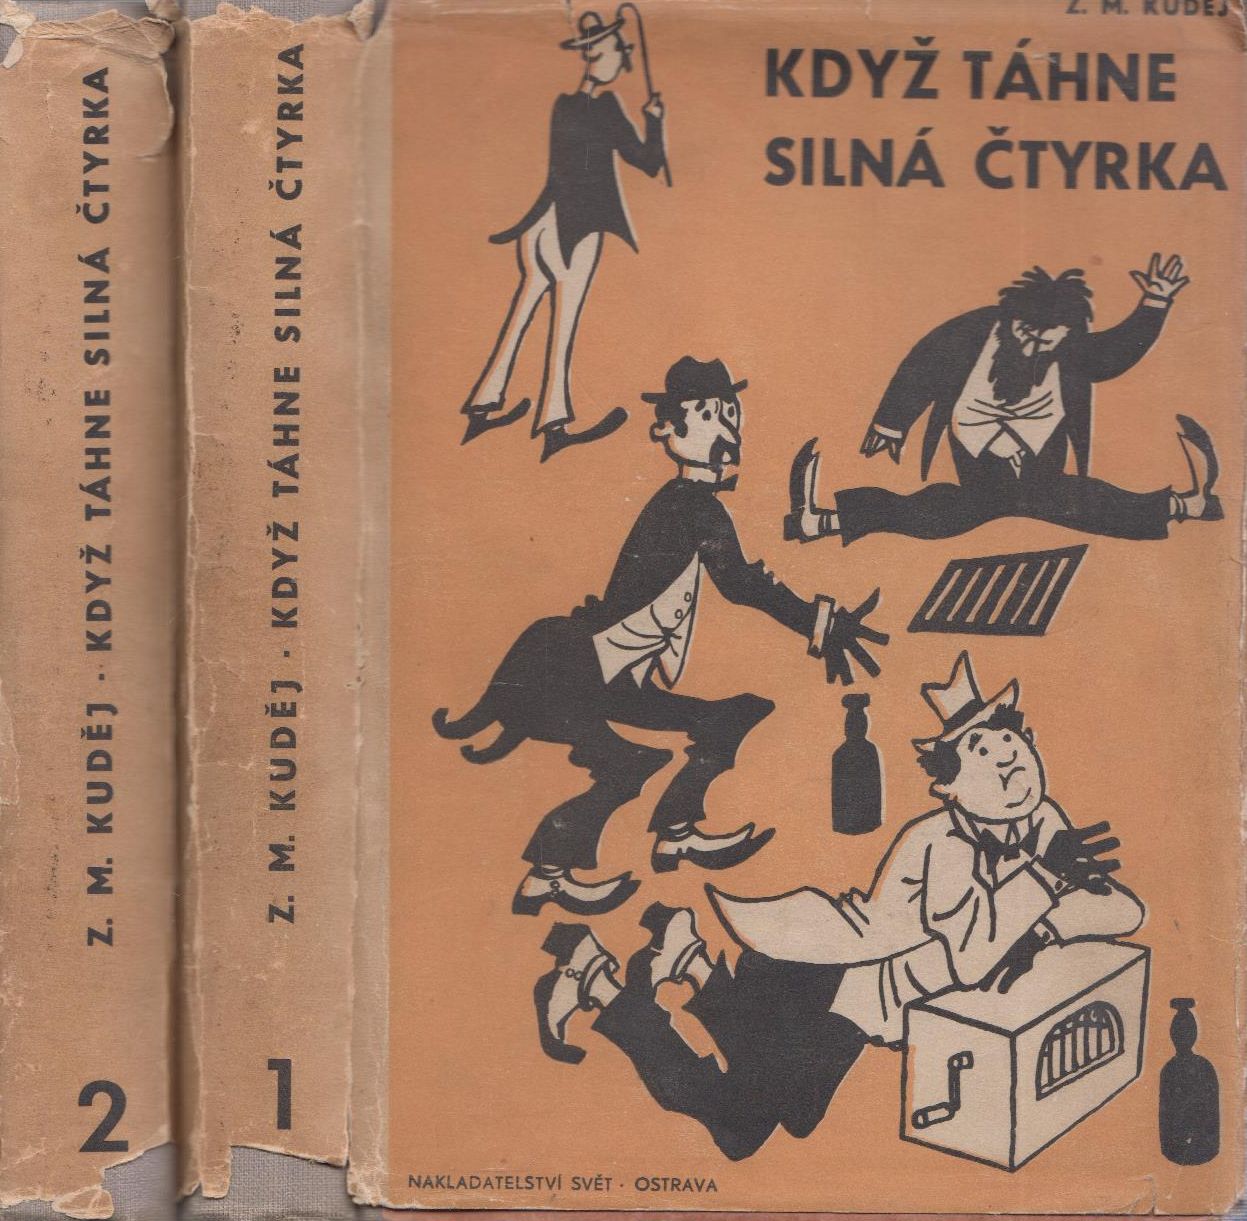 Z. M. KUDĚJ · KDYŽ TÁHNE SILNÁ ČTYRKA
2
Z. M. KUDĚJ · KDYŽ TÁHNE SILNÁ ČTYRKA
1
Z. M. KUDĚJ
KDYŽ TÁHNE
SILNÁ ČTYRKA
NAKLADATELSTVÍ SVĚT · OSTRAVA